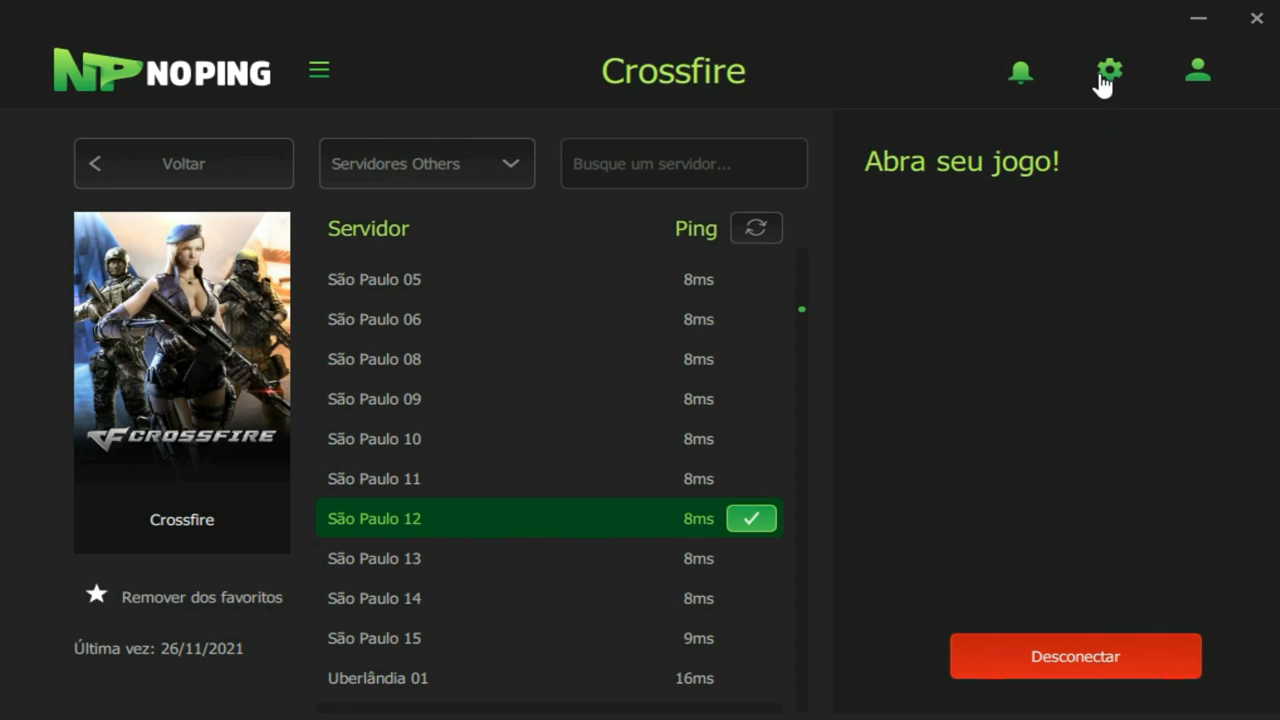 NP NOPING
Crossfire
Voltar
Servidores Others
Busque um servidor...
Abra seu jogo!
Servidor Ping
São Paulo 05 8ms
São Paulo 06 8ms
São Paulo 08 8ms
São Paulo 09 8ms
São Paulo 10 8ms
São Paulo 11 8ms
São Paulo 12 8ms
São Paulo 13 8ms
São Paulo 14 8ms
São Paulo 15 9ms
Uberlândia 01 16ms
CF CROSSFIRE
Crossfire
Remover dos favoritos
Última vez: 26/11/2021
Desconectar